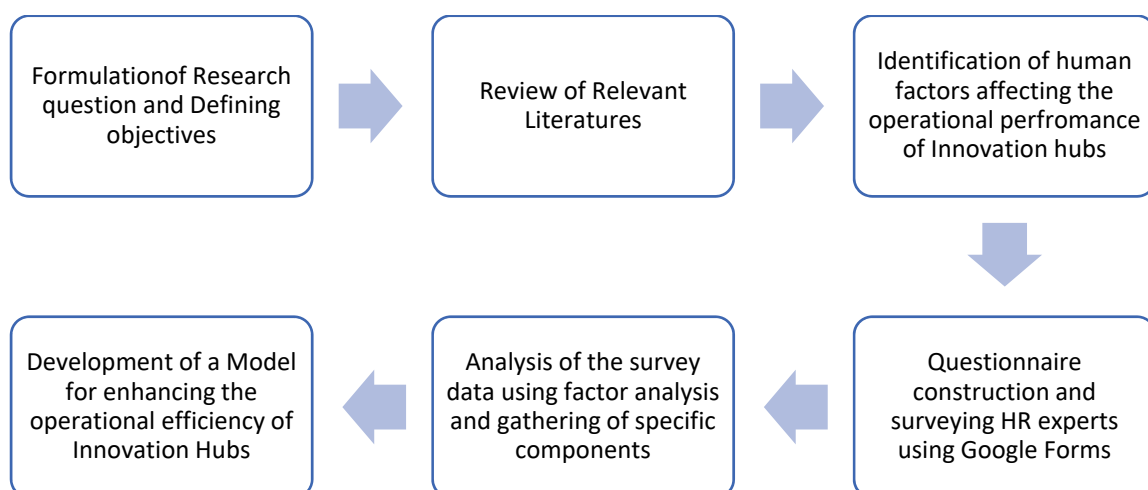 Formulationof Research
question and Defining
objectives
Review of Relevant
Literatures
Identification of human
factors affecting the
operational perfromance
of Innovation hubs
Questionnaire
construction and
surveying HR experts
using Google Forms
Analysis of the survey
data using factor analysis
and gathering of specific
components
Development of a Model
for enhancing the
operational efficiency of
Innovation Hubs